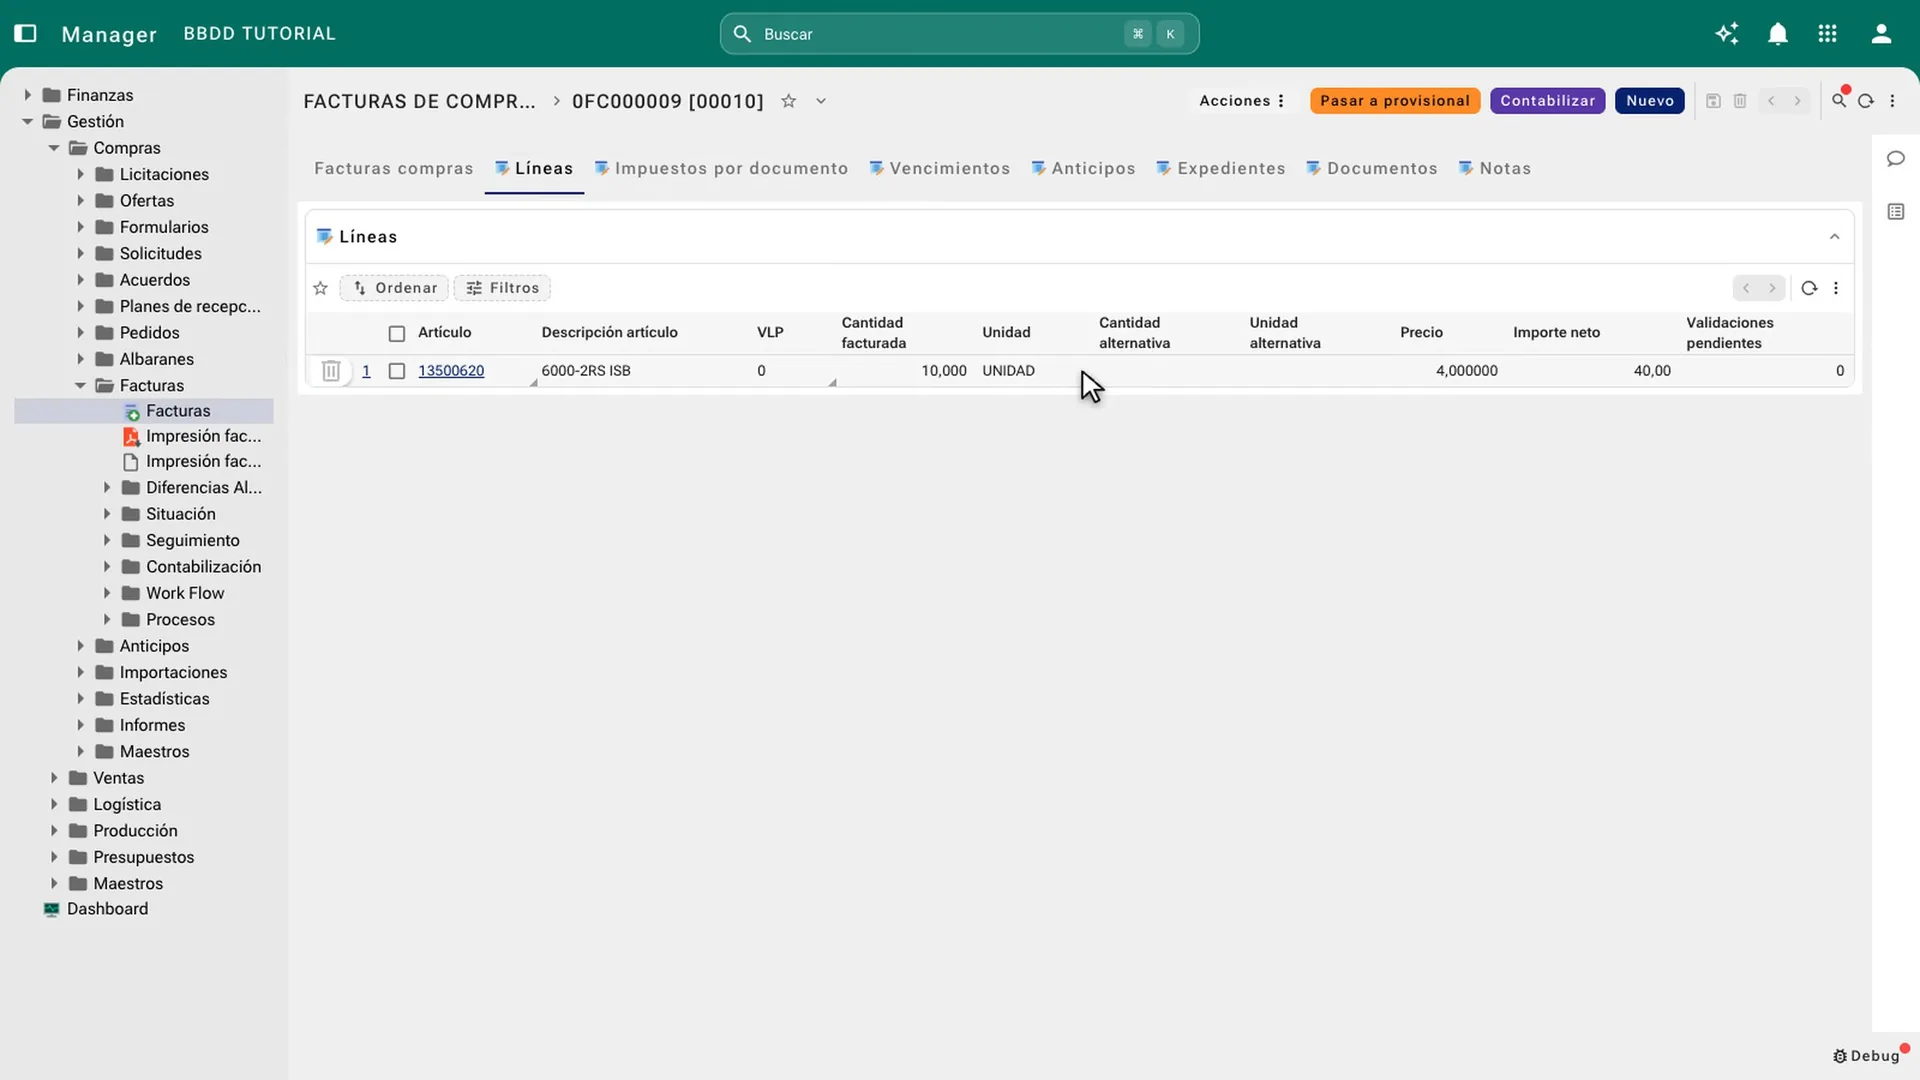 Manager
BBDD TUTORIAL
Buscar
⌘ K
Finanzas
Gestión
Compras
Licitaciones
Ofertas
Formularios
Solicitudes
Acuerdos
Planes de recepc...
Pedidos
Albaranes
Facturas
Facturas
Impresión fac...
Impresión fac...
Diferencias Al...
Situación
Seguimiento
Contabilización
Work Flow
Procesos
Anticipos
Importaciones
Estadísticas
Informes
Maestros
Ventas
Logística
Producción
Presupuestos
Maestros
Dashboard
FACTURAS DE COMPR... > 0FC000009 [00010]
Acciones
Pasar a provisional
Contabilizar
Nuevo
Facturas compras
Líneas
Impuestos por documento
Vencimientos
Anticipos
Expedientes
Documentos
Notas
Líneas
Ordenar
Filtros
Artículo
Descripción artículo
VLP
Cantidad
facturada
Unidad
Cantidad
alternativa
Unidad
alternativa
Precio
Importe neto
Validaciones
pendientes
1 13500620 6000-2RS ISB 0 10,000 UNIDAD 4,000000 40,00 0
Debug